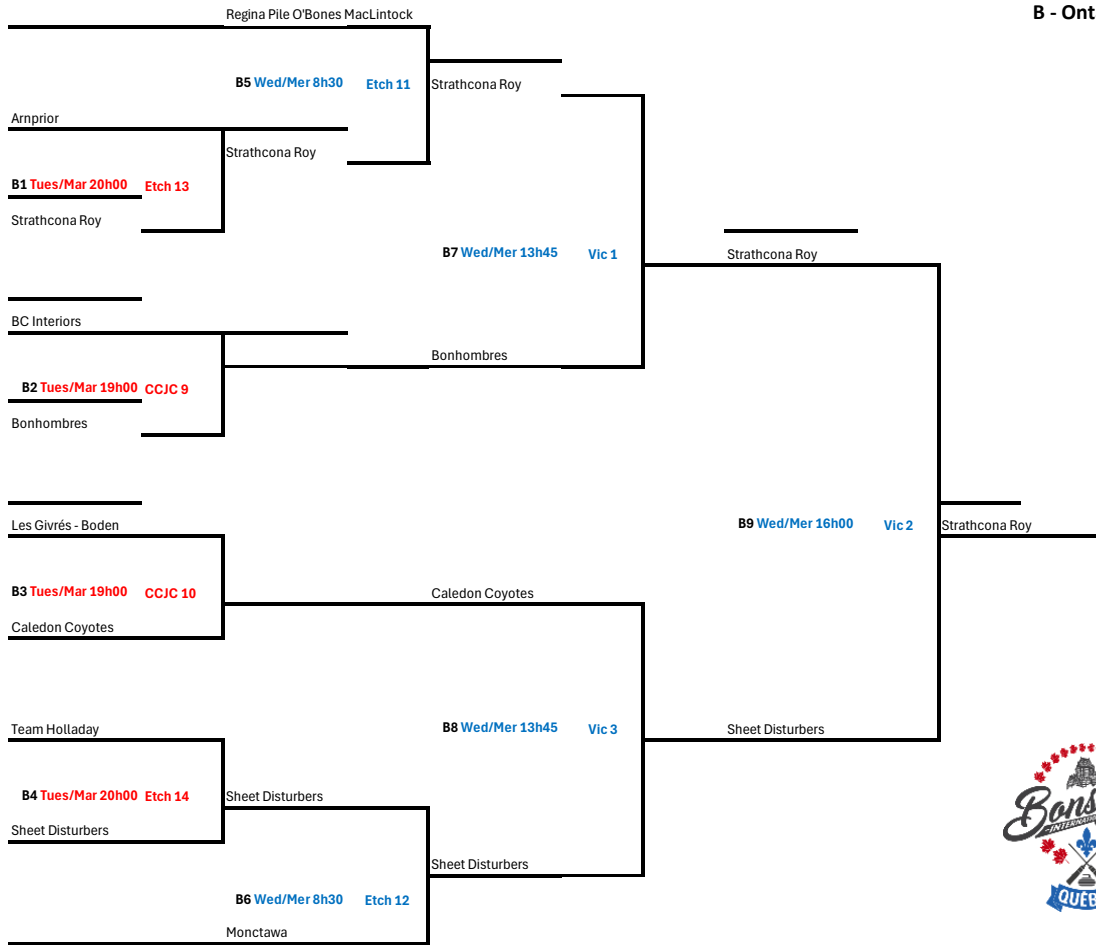 Regina Pile O'Bones MacLintock
B - Ont
B5 Wed/Mer 8h30 Etch 11
Strathcona Roy
Arnprior
Strathcona Roy
B1 Tues/Mar 20h00 Etch 13
Strathcona Roy
B7 Wed/Mer 13h45 Vic 1
Strathcona Roy
BC Interiors
Bonhombres
B2 Tues/Mar 19h00 CCJC 9
Bonhombres
Les Givrés - Boden
B9 Wed/Mer 16h00 Vic 2
Strathcona Roy
B3 Tues/Mar 19h00 CCJC 10
Caledon Coyotes
Caledon Coyotes
Team Holladay
B8 Wed/Mer 13h45 Vic 3
Sheet Disturbers
B4 Tues/Mar 20h00 Etch 14
Sheet Disturbers
Sheet Disturbers
Sheet Disturbers
B6 Wed/Mer 8h30 Etch 12
Monctawa
Bons
INTERNA
QUÉB